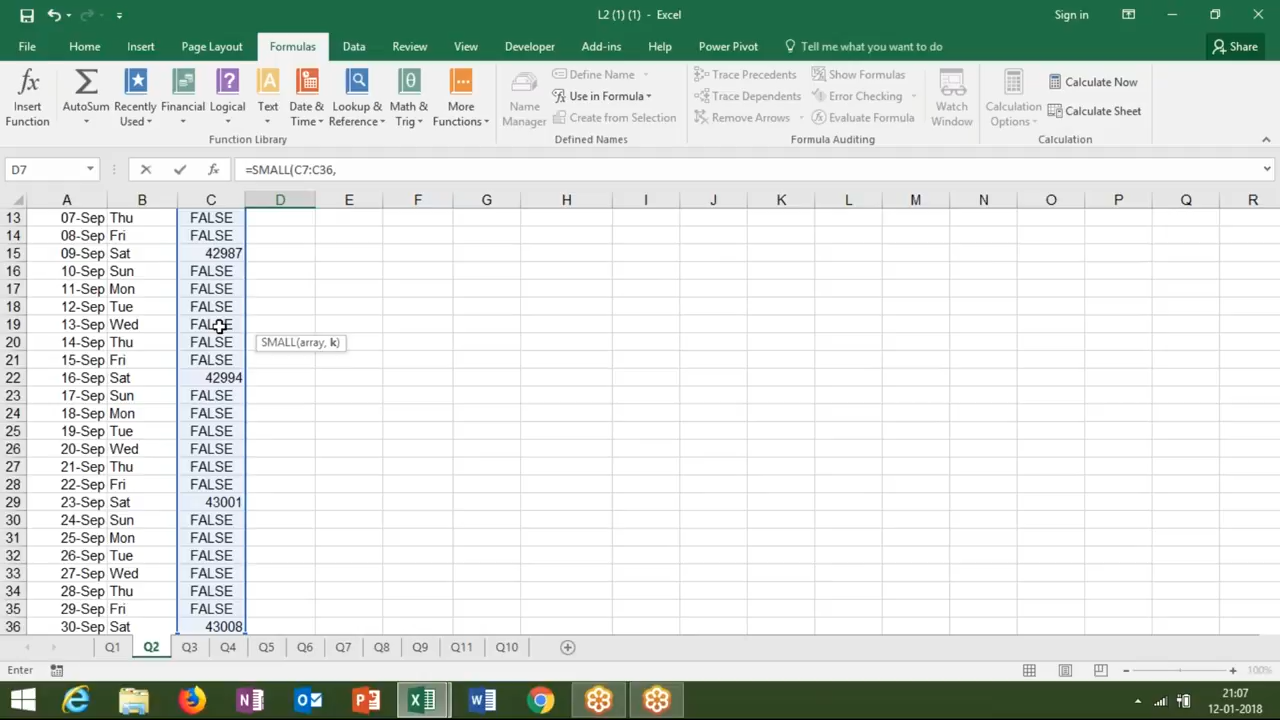 L2 (1) (1) - Excel
Sign in
File Home Insert Page Layout Formulas Data Review View Developer Add-ins Help Power Pivot Tell me what you want to do Share
Insert Function
AutoSum
Recently Used
Financial
Logical
Text
Date & Time
Lookup & Reference
Math & Trig
More Functions
Function Library
Name Manager
Define Name
Use in Formula
Create from Selection
Defined Names
Trace Precedents
Trace Dependents
Remove Arrows
Show Formulas
Error Checking
Evaluate Formula
Formula Auditing
Watch Window
Calculation Options
Calculate Now
Calculate Sheet
Calculation
D7 fx =SMALL(C7:C36,
A B C D E F G H I J K L M N O P Q R
13 07-Sep Thu FALSE
14 08-Sep Fri FALSE
15 09-Sep Sat 42987
16 10-Sep Sun FALSE
17 11-Sep Mon FALSE
18 12-Sep Tue FALSE
19 13-Sep Wed FALSE
20 14-Sep Thu FALSE SMALL(array, k)
21 15-Sep Fri FALSE
22 16-Sep Sat 42994
23 17-Sep Sun FALSE
24 18-Sep Mon FALSE
25 19-Sep Tue FALSE
26 20-Sep Wed FALSE
27 21-Sep Thu FALSE
28 22-Sep Fri FALSE
29 23-Sep Sat 43001
30 24-Sep Sun FALSE
31 25-Sep Mon FALSE
32 26-Sep Tue FALSE
33 27-Sep Wed FALSE
34 28-Sep Thu FALSE
35 29-Sep Fri FALSE
36 30-Sep Sat 43008
Q1 Q2 Q3 Q4 Q5 Q6 Q7 Q8 Q9 Q11 Q10
Enter 100%
21:07
12-01-2018